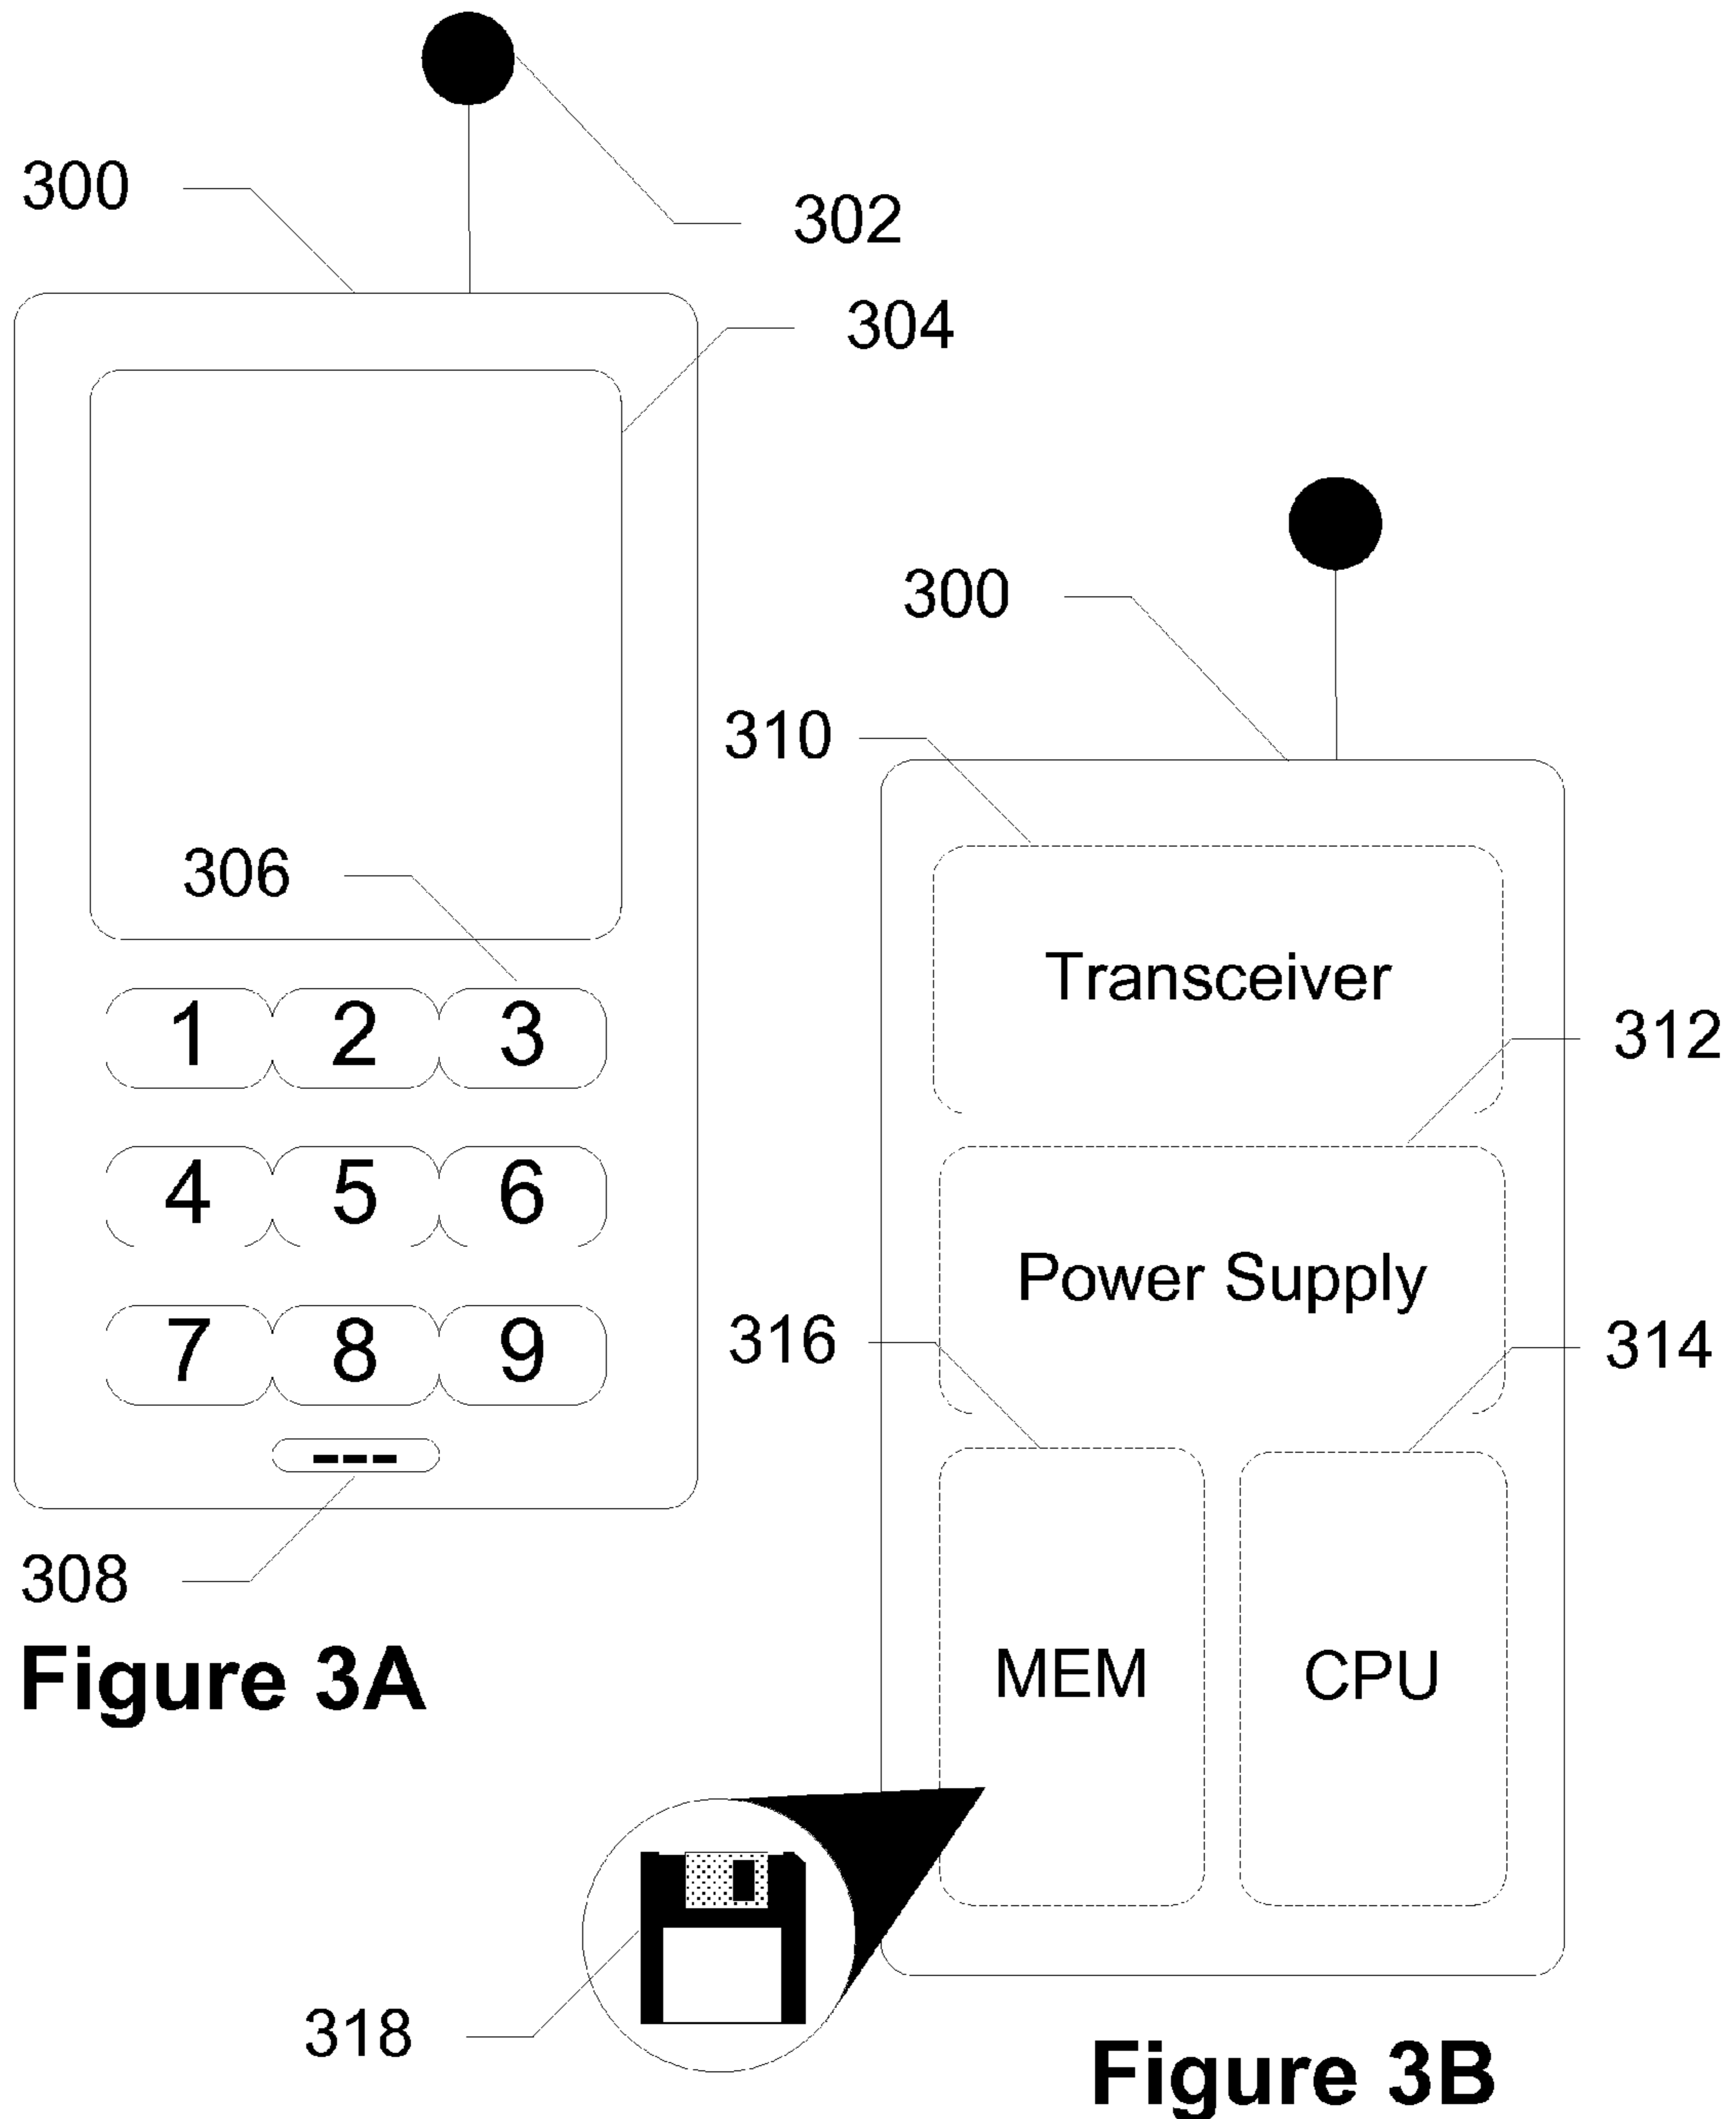 300
302
304
306
1 2 3
4 5 6
7 8 9
---
308
Figure 3A
300
310
Transceiver
312
Power Supply
316
314
MEM
CPU
318
Figure 3B